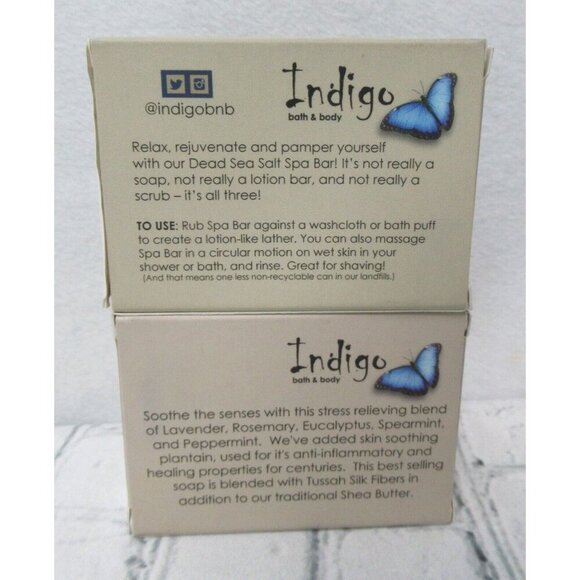 @indigobnb
Indigo
bath & body
Relax, rejuvenate and pamper yourself
with our Dead Sea Salt Spa Bar! It's not really a
soap, not really a lotion bar, and not really a
scrub – it's all three!
TO USE: Rub Spa Bar against a washcloth or bath puff
to create a lotion-like lather. You can also massage
Spa Bar in a circular motion on wet skin in your
shower or bath, and rinse. Great for shaving!
(And that means one less non-recyclable can in our landfills.)
Indigo
bath & body
Soothe the senses with this stress relieving blend
of Lavender, Rosemary, Eucalyptus, Spearmint,
and Peppermint. We've added skin soothing
plantain, used for it's anti-inflammatory and
healing properties for centuries. This best selling
soap is blended with Tussah Silk Fibers in
addition to our traditional Shea Butter.